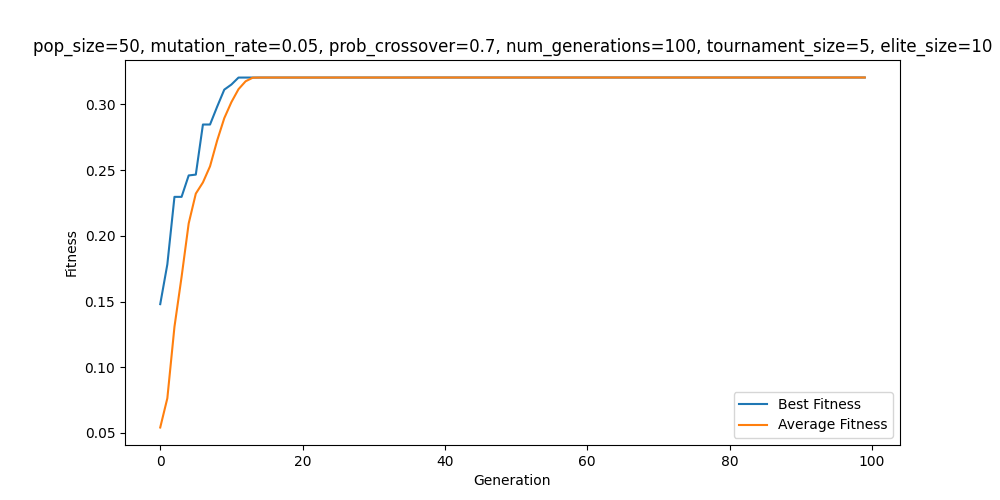 pop_size=50, mutation_rate=0.05, prob_crossover=0.7, num_generations=100, tournament_size=5, elite_size=10
0.30
0.25
0.20
0.15
0.10
0.05
Fitness
Best Fitness
Average Fitness
0 20 40 60 80 100
Generation